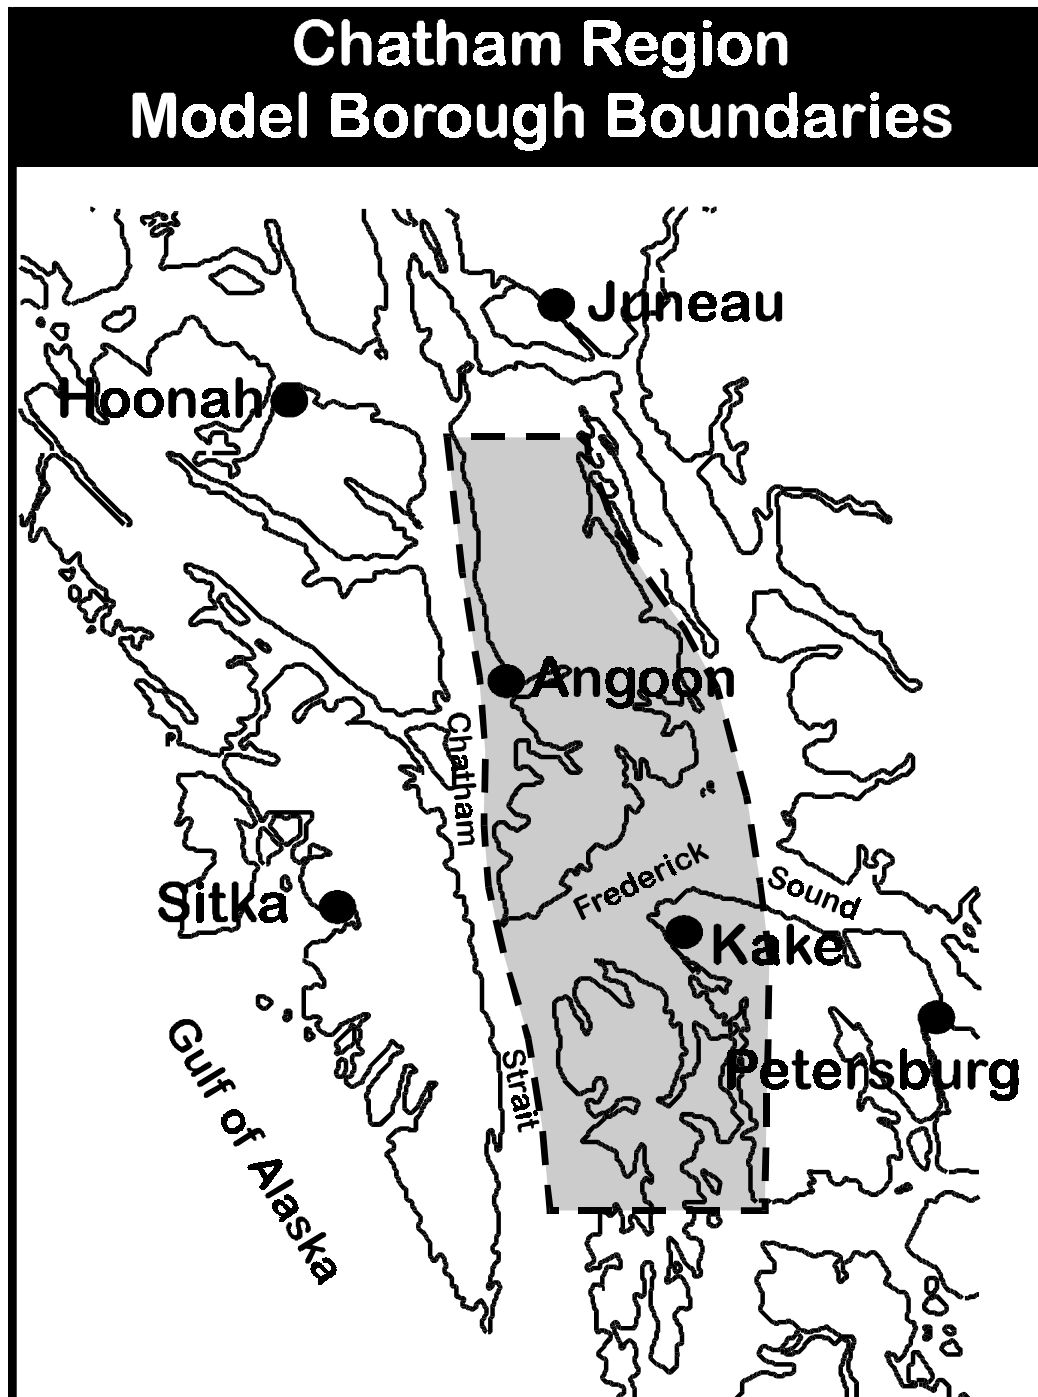 Chatham Region
Model Borough Boundaries
Juneau
Hoonah
Angoon
Chatham
Frederick
Sound
Sitka
Kake
Petersburg
Strait
Gulf of Alaska